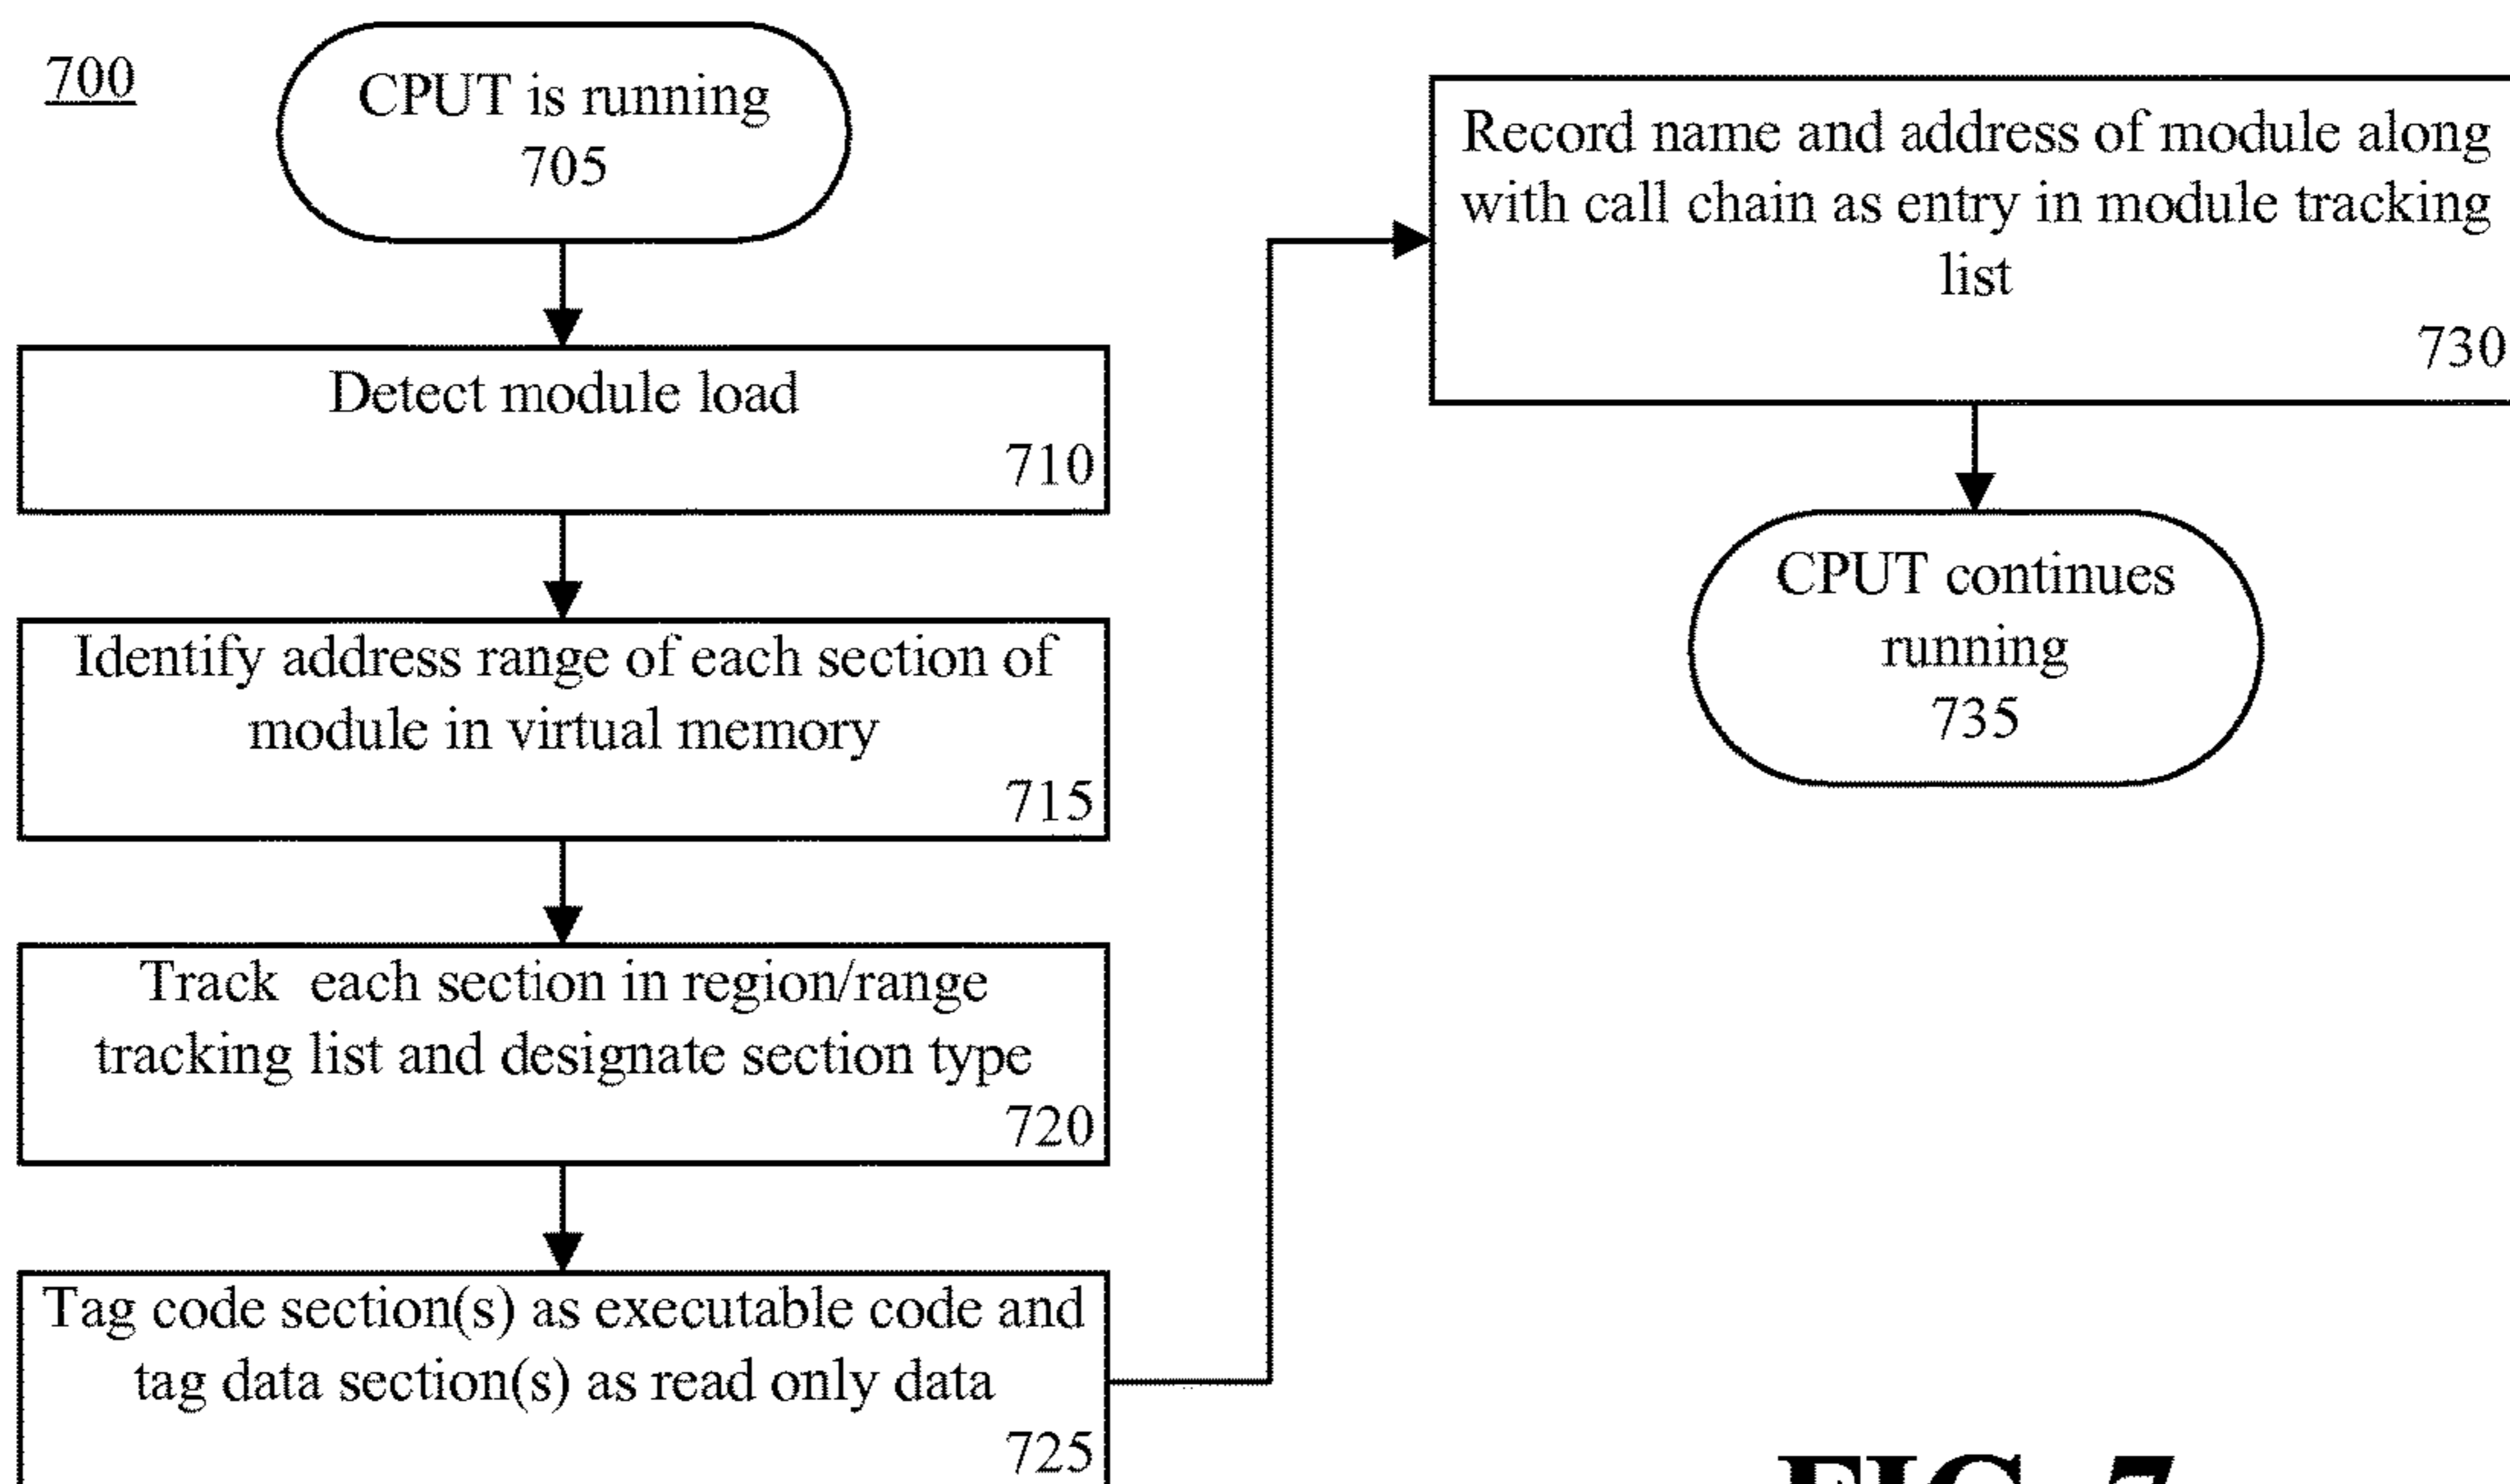 700
CPUT is running
705
Detect module load
710
Identify address range of each section of
module in virtual memory
715
Track each section in region/range
tracking list and designate section type
720
Tag code section(s) as executable code and
tag data section(s) as read only data
725
Record name and address of module along
with call chain as entry in module tracking
list
730
CPUT continues
running
735
FIG. 7